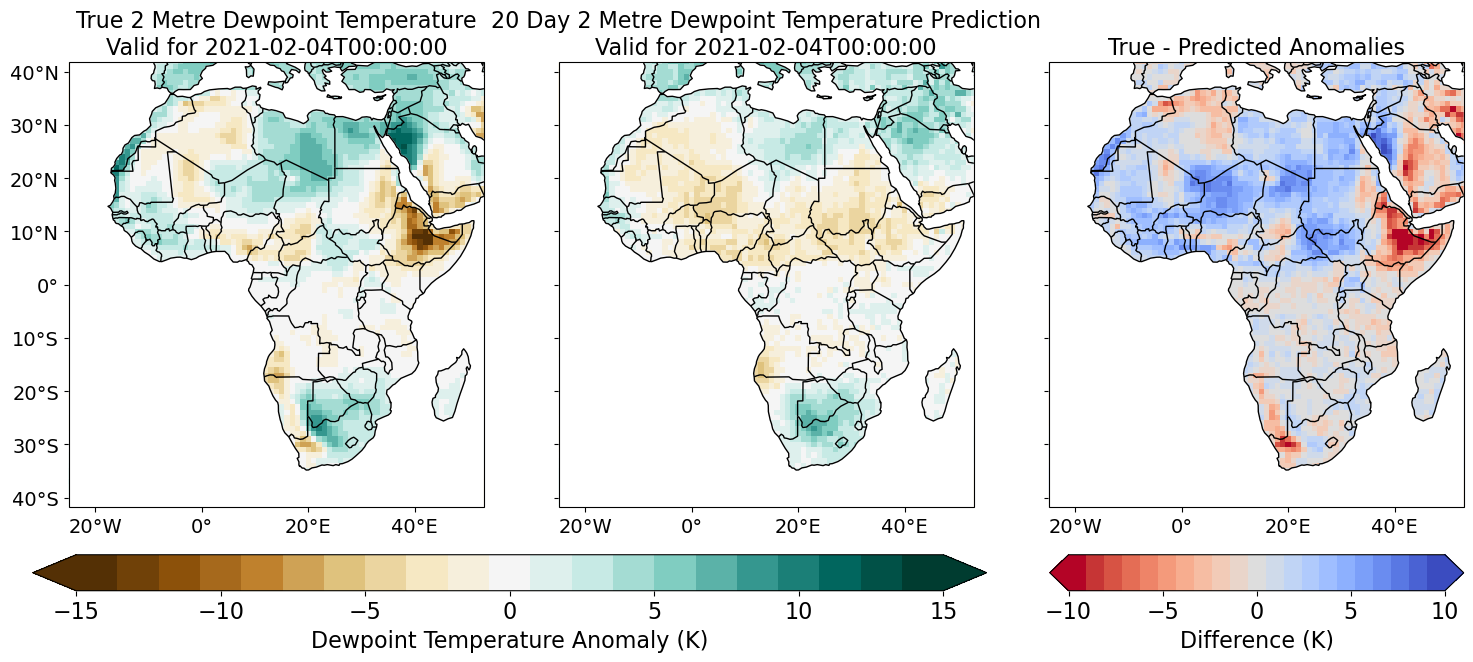 True 2 Metre Dewpoint Temperature
Valid for 2021-02-04T00:00:00
20 Day 2 Metre Dewpoint Temperature Prediction
Valid for 2021-02-04T00:00:00
True - Predicted Anomalies
40°N
30°N
20°N
10°N
0°
10°S
20°S
30°S
40°S
20°W 0° 20°E 40°E
20°W 0° 20°E 40°E
20°W 0° 20°E 40°E
−15 −10 −5 0 5 10 15
Dewpoint Temperature Anomaly (K)
−10 −5 0 5 10
Difference (K)